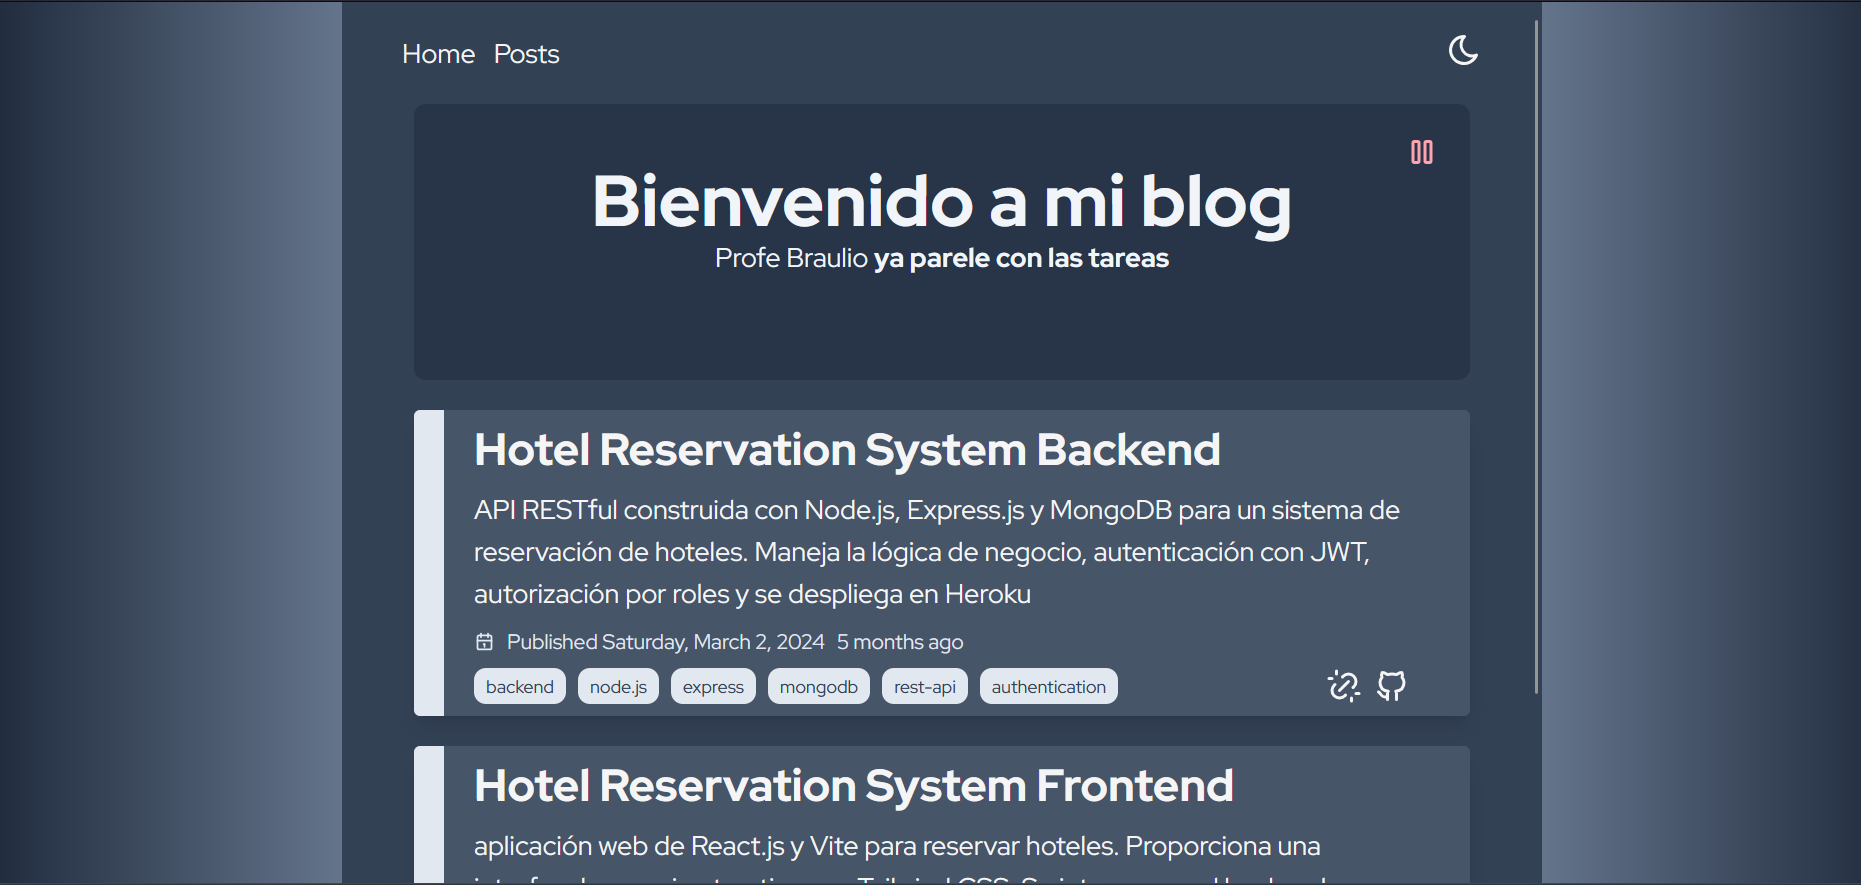 Home Posts
Bienvenido a mi blog
Profe Braulio ya parele con las tareas
Hotel Reservation System Backend
API RESTful construida con Node.js, Express.js y MongoDB para un sistema de
reservación de hoteles. Maneja la lógica de negocio, autenticación con JWT,
autorización por roles y se despliega en Heroku
Published Saturday, March 2, 2024 5 months ago
backend node.js express mongodb rest-api authentication
Hotel Reservation System Frontend
aplicación web de React.js y Vite para reservar hoteles. Proporciona una